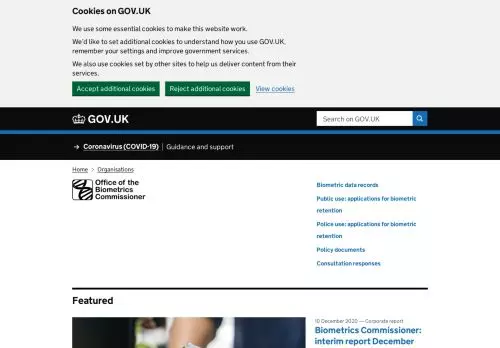 Cookies on GOV.UK
We use some essential cookies to make this website work.
We'd like to set additional cookies to understand how you use GOV.UK,
remember your settings and improve government services.
We also use cookies set by other sites to help us deliver content from their
services.
Accept additional cookies Reject additional cookies View cookies
GOV.UK Search on GOV.UK
→ Coronavirus (COVID-19) Guidance and support
Home > Organisations
Office of the
Biometrics
Commissioner
Biometric data records
Public use: applications for biometric
retention
Police use: applications for biometric
retention
Policy documents
Consultation responses
Featured
10 December 2020 — Corporate report
Biometrics Commissioner:
interim report December